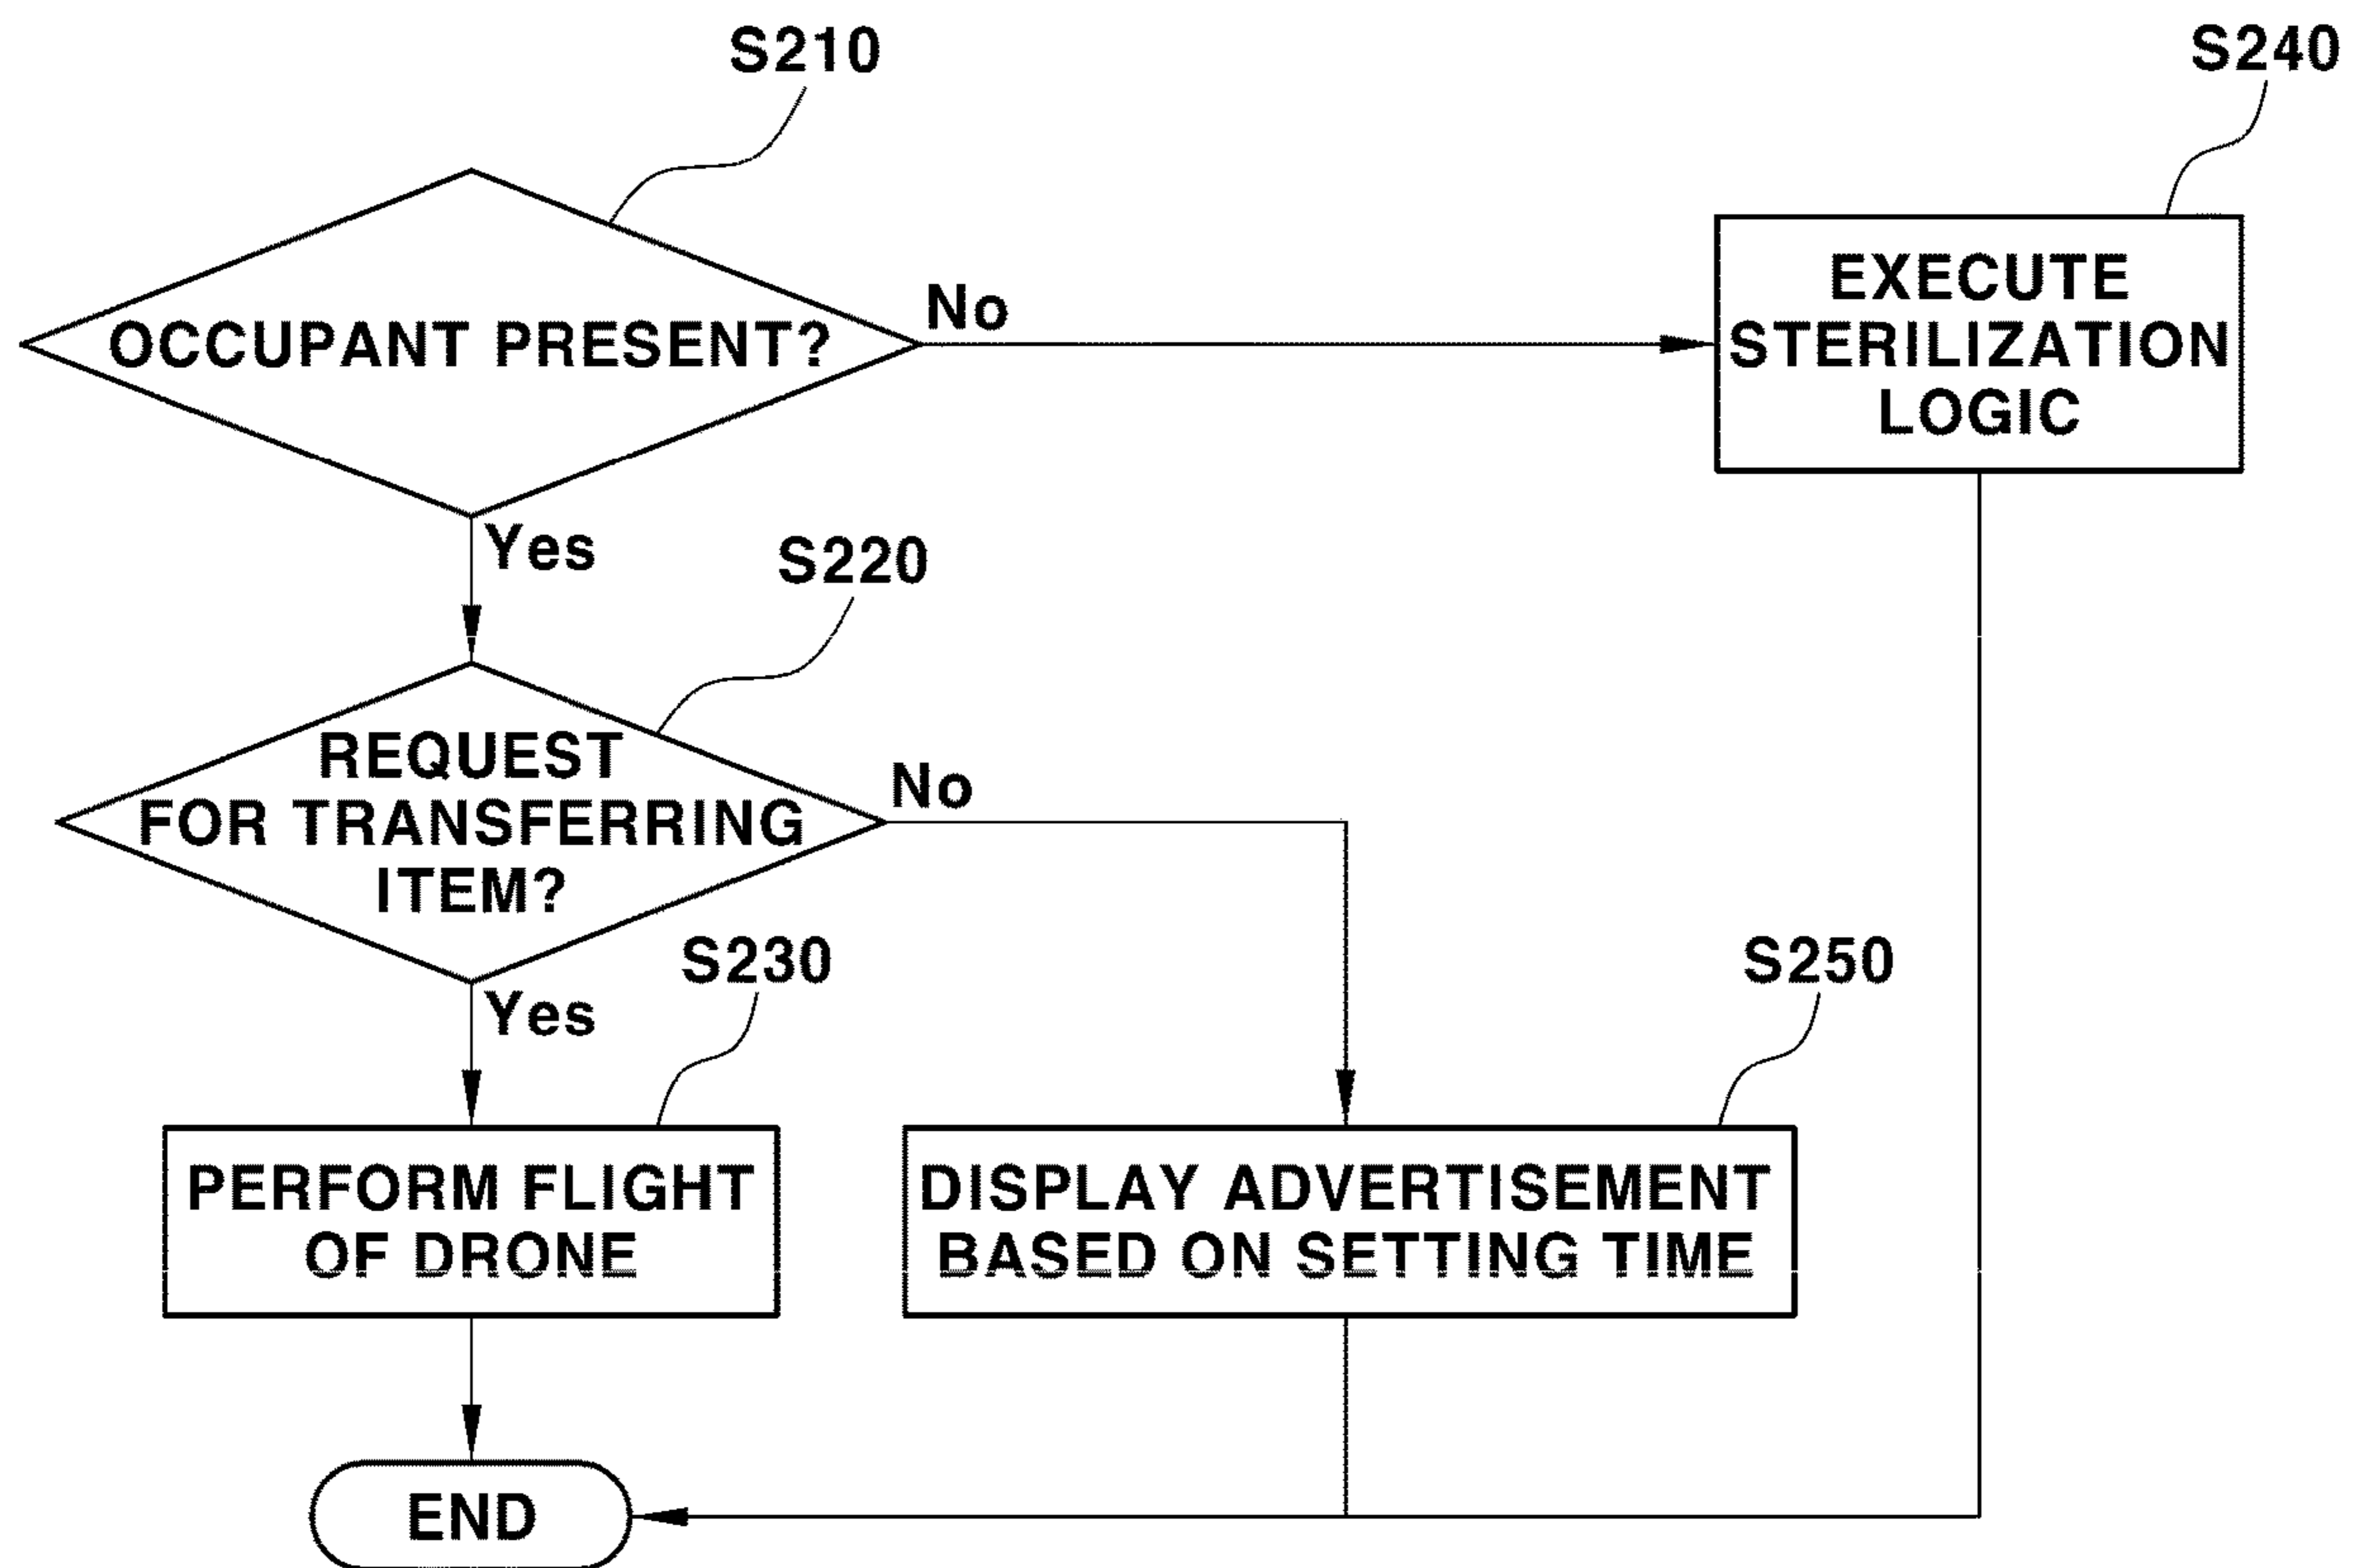 S210
S240
OCCUPANT PRESENT?
No
EXECUTE
STERILIZATION
LOGIC
Yes
S220
REQUEST
FOR TRANSFERRING
ITEM?
No
S230
S250
Yes
PERFORM FLIGHT
OF DRONE
DISPLAY ADVERTISEMENT
BASED ON SETTING TIME
END